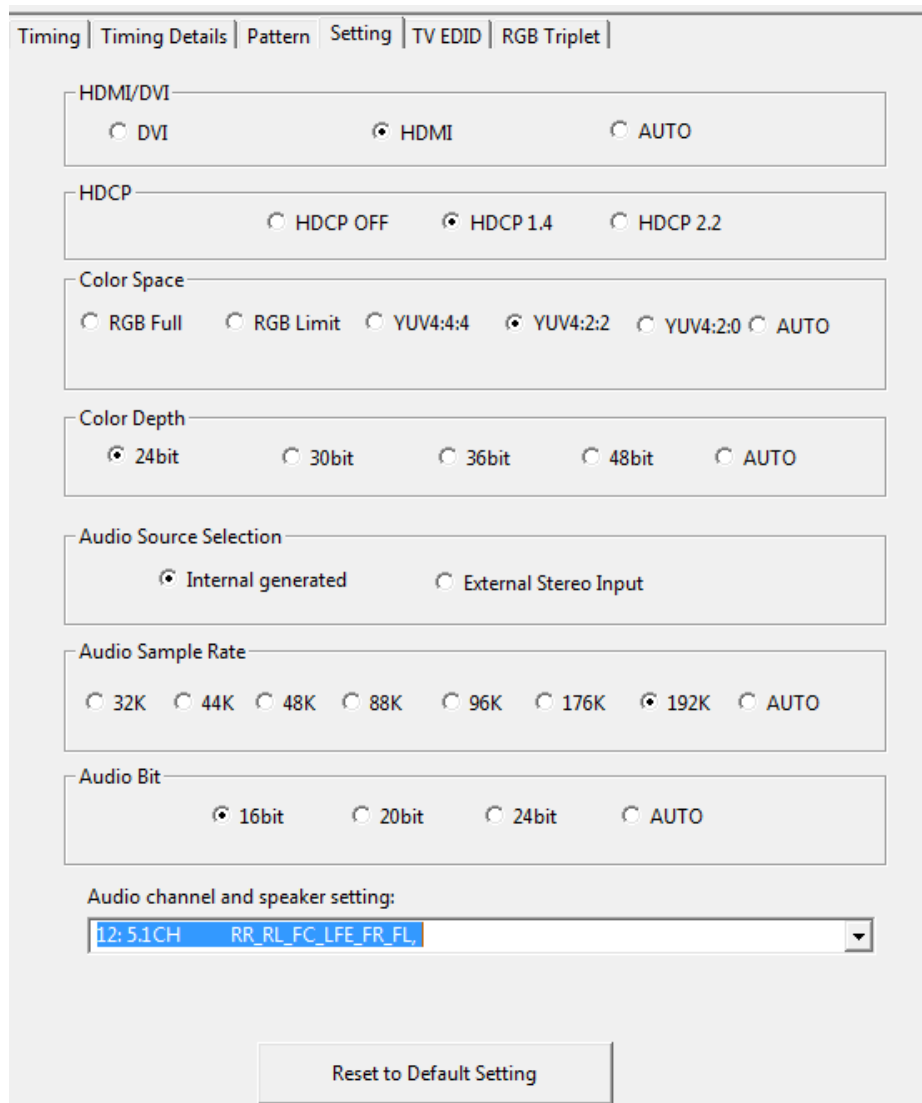 Timing Timing Details Pattern Setting TV EDID RGB Triplet
HDMI/DVI
DVI HDMI AUTO
HDCP
HDCP OFF HDCP 1.4 HDCP 2.2
Color Space
RGB Full RGB Limit YUV4:4:4 YUV4:2:2 YUV4:2:0 AUTO
Color Depth
24bit 30bit 36bit 48bit AUTO
Audio Source Selection
Internal generated External Stereo Input
Audio Sample Rate
32K 44K 48K 88K 96K 176K 192K AUTO
Audio Bit
16bit 20bit 24bit AUTO
Audio channel and speaker setting:
12: 5.1CH RR_RL_FC_LFE_FR_FL,
Reset to Default Setting